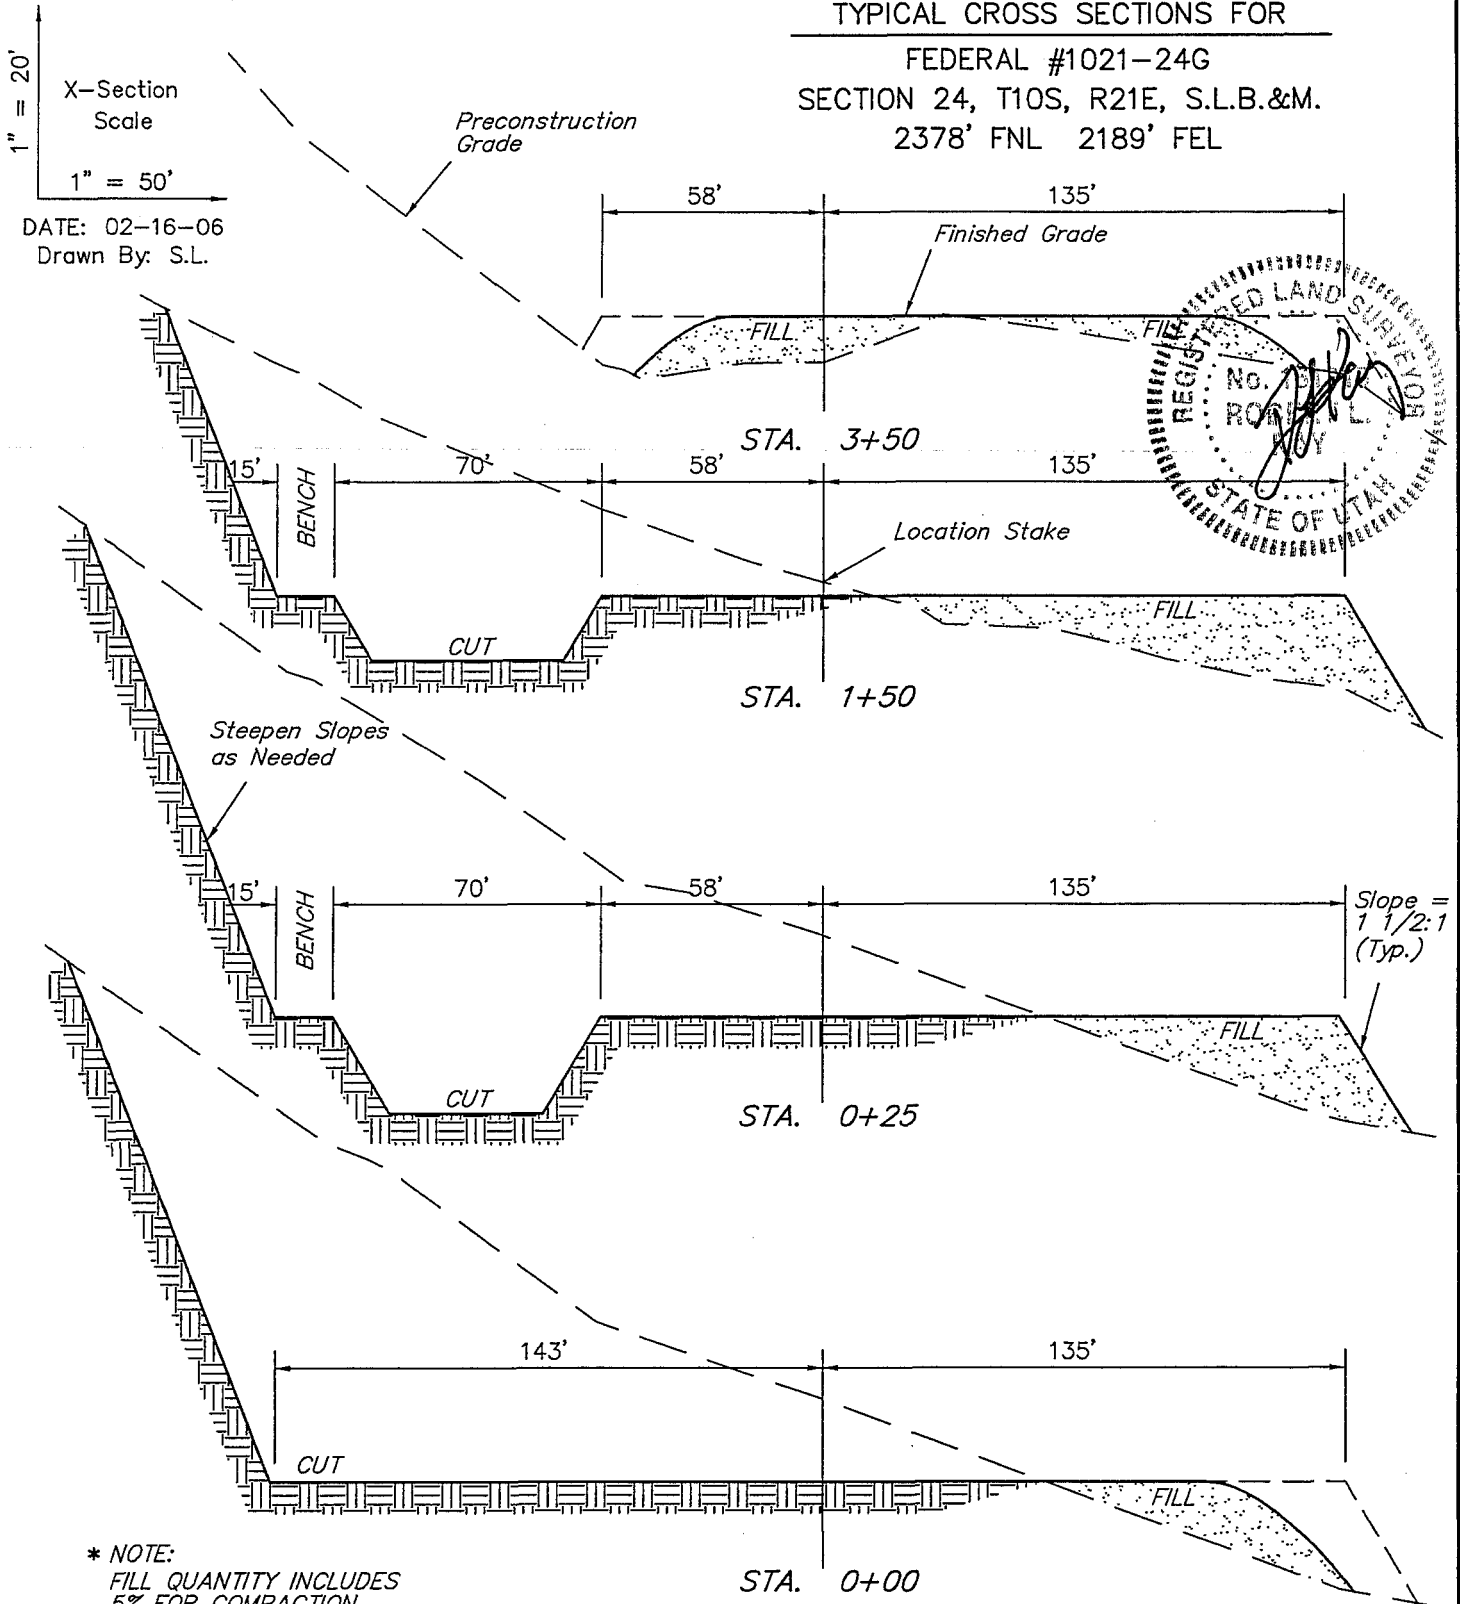 TYPICAL CROSS SECTIONS FOR
FEDERAL #1021-24G
SECTION 24, T10S, R21E, S.L.B.&M.
2378' FNL 2189' FEL
1" = 20'
X-Section
Scale
1" = 50'
DATE: 02-16-06
Drawn By: S.L.
Preconstruction
Grade
58'
135'
Finished Grade
FILL
FILL
REGISTERED LAND SURVEYOR
No.
L.
STATE OF UTAH
STA. 3+50
15'
BENCH
70'
58'
135'
Location Stake
CUT
FILL
STA. 1+50
Steepen Slopes
as Needed
15'
BENCH
70'
58'
135'
Slope =
1 1/2:1
(Typ.)
CUT
FILL
STA. 0+25
143'
135'
CUT
FILL
STA. 0+00
* NOTE:
FILL QUANTITY INCLUDES
5% FOR COMPACTION